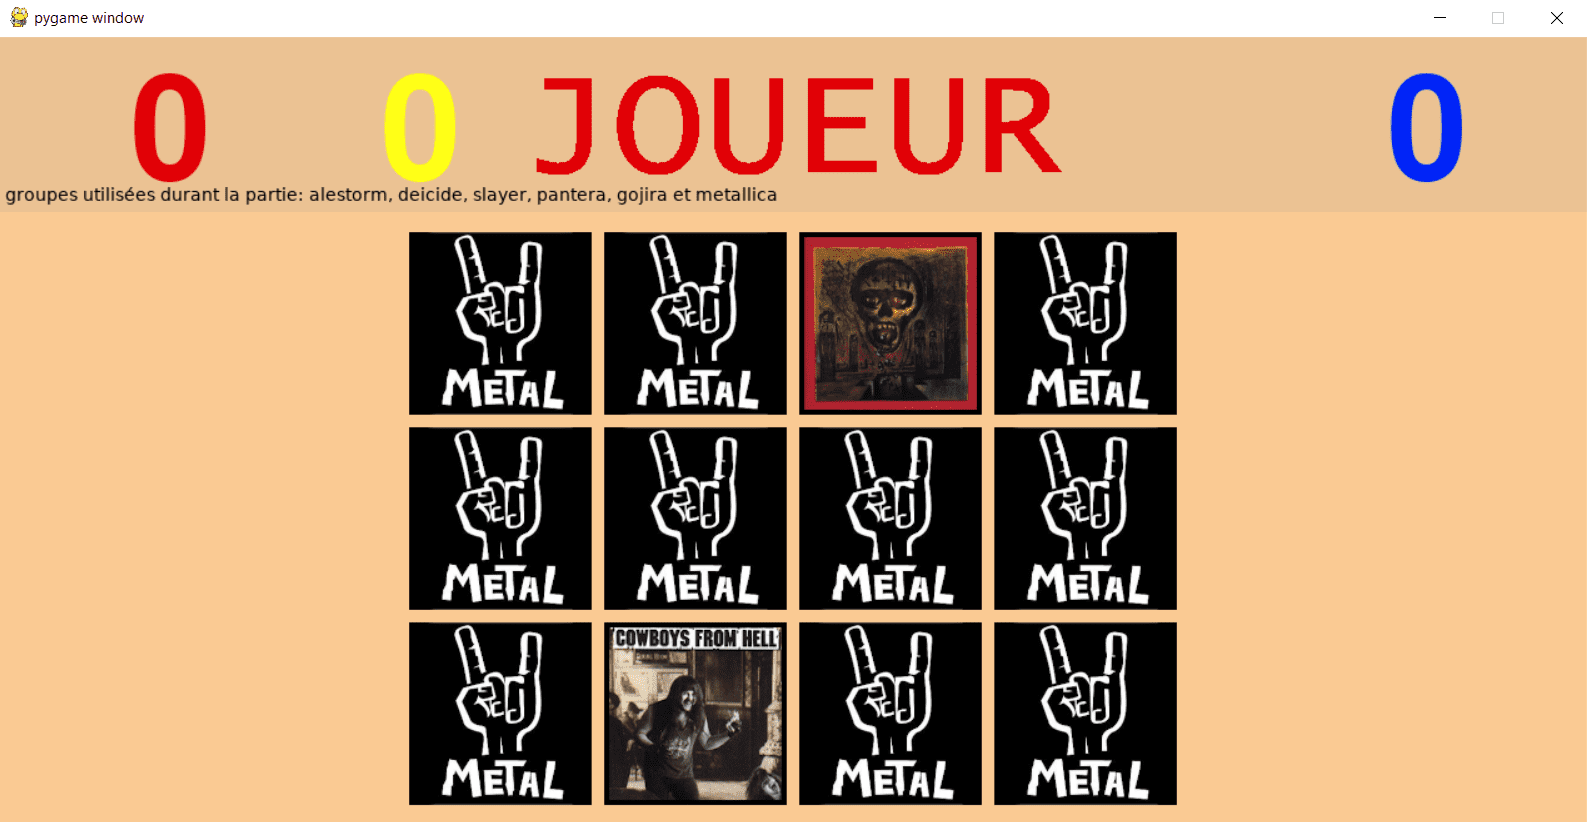 pygame window
0 0 JOUEUR 0
groupes utilisées durant la partie: alestorm, deicide, slayer, pantera, gojira et metallica
METAL METAL METAL
METAL METAL METAL METAL
COWBOYS FROM HELL
METAL METAL METAL